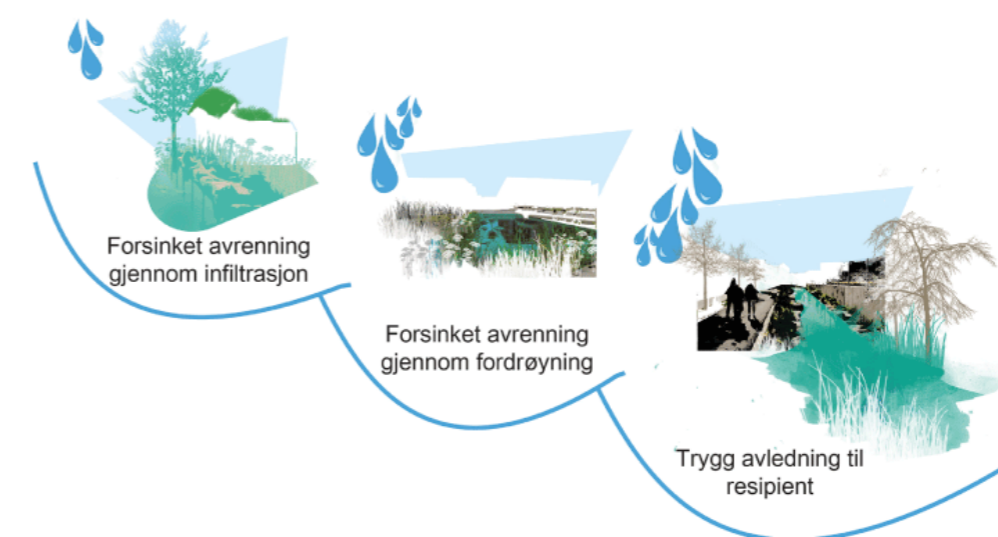 Forsinket avrenning
gjennom infiltrasjon
Forsinket avrenning
gjennom fordrøyning
Trygg avledning til
resipient